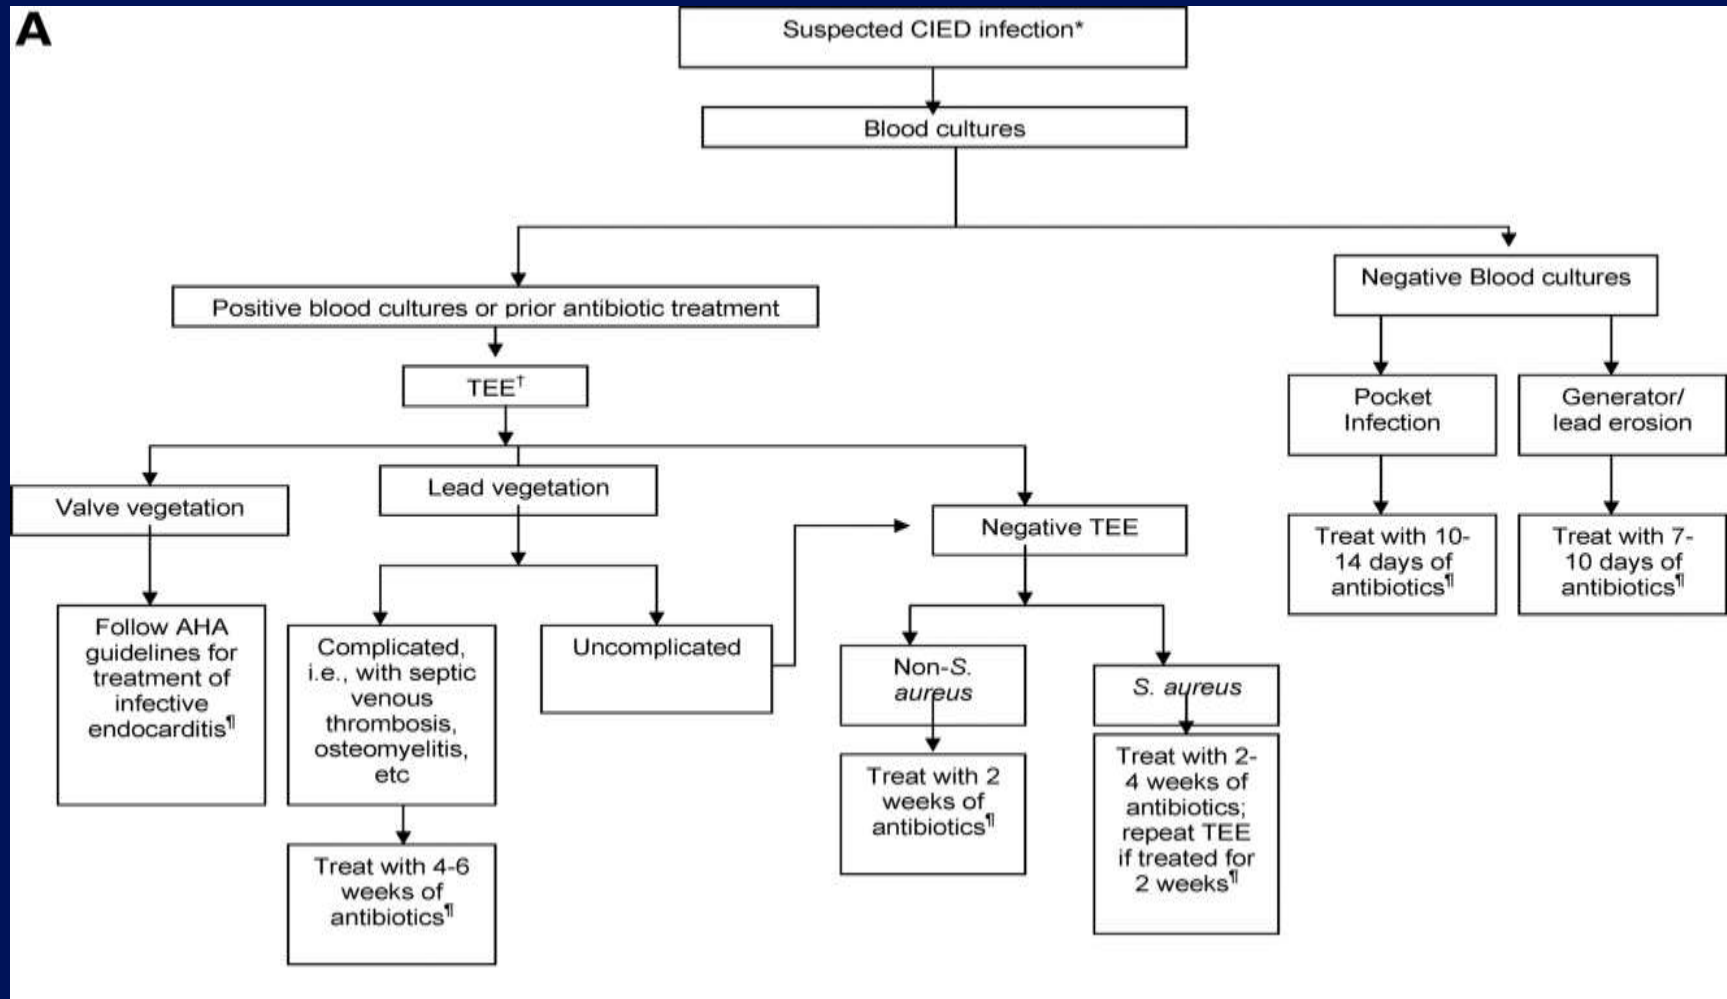 A
Suspected CIED infection*
Blood cultures
Positive blood cultures or prior antibiotic treatment
TEE†
Valve vegetation
Follow AHA
guidelines for
treatment of
infective
endocarditis¶
Lead vegetation
Complicated,
i.e., with septic
venous
thrombosis,
osteomyelitis,
etc
Treat with 4-6
weeks of
antibiotics¶
Uncomplicated
Negative TEE
Non-S.
aureus
Treat with 2
weeks of
antibiotics¶
S. aureus
Treat with 2-
4 weeks of
antibiotics;
repeat TEE
if treated for
2 weeks¶
Negative Blood cultures
Pocket
Infection
Treat with 10-
14 days of
antibiotics¶
Generator/
lead erosion
Treat with 7-
10 days of
antibiotics¶